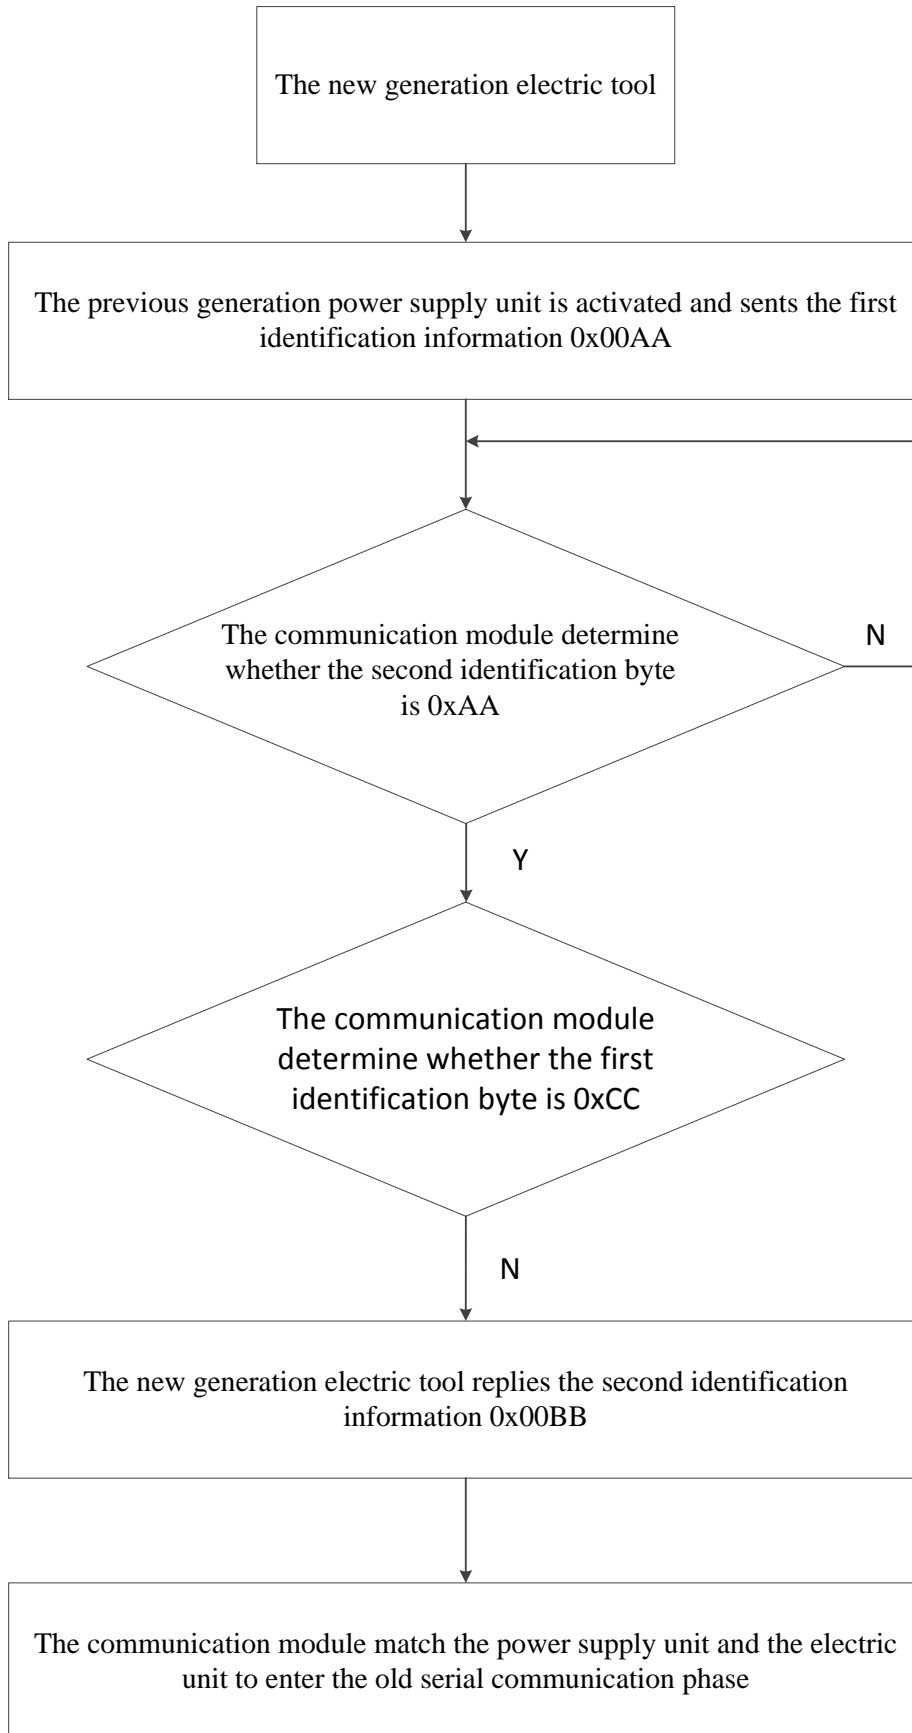 The new generation electric tool
The previous generation power supply unit is activated and sents the first
identification information 0x00AA
The communication module determine
whether the second identification byte
is 0xAA
N
Y
The communication module
determine whether the first
identification byte is 0xCC
N
The new generation electric tool replies the second identification
information 0x00BB
The communication module match the power supply unit and the electric
unit to enter the old serial communication phase